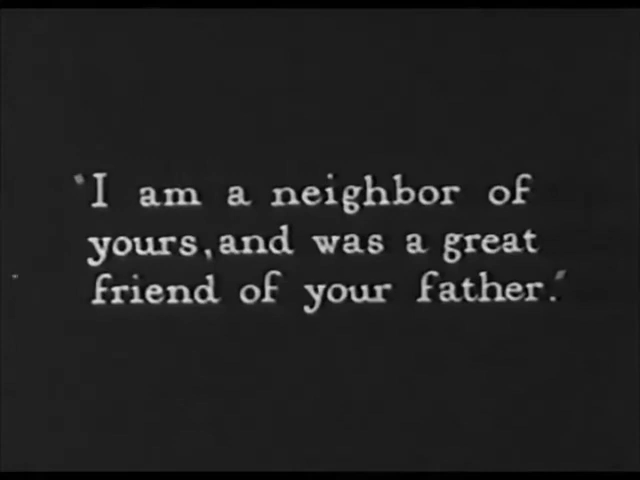 "I am a neighbor of
yours, and was a great
friend of your father."